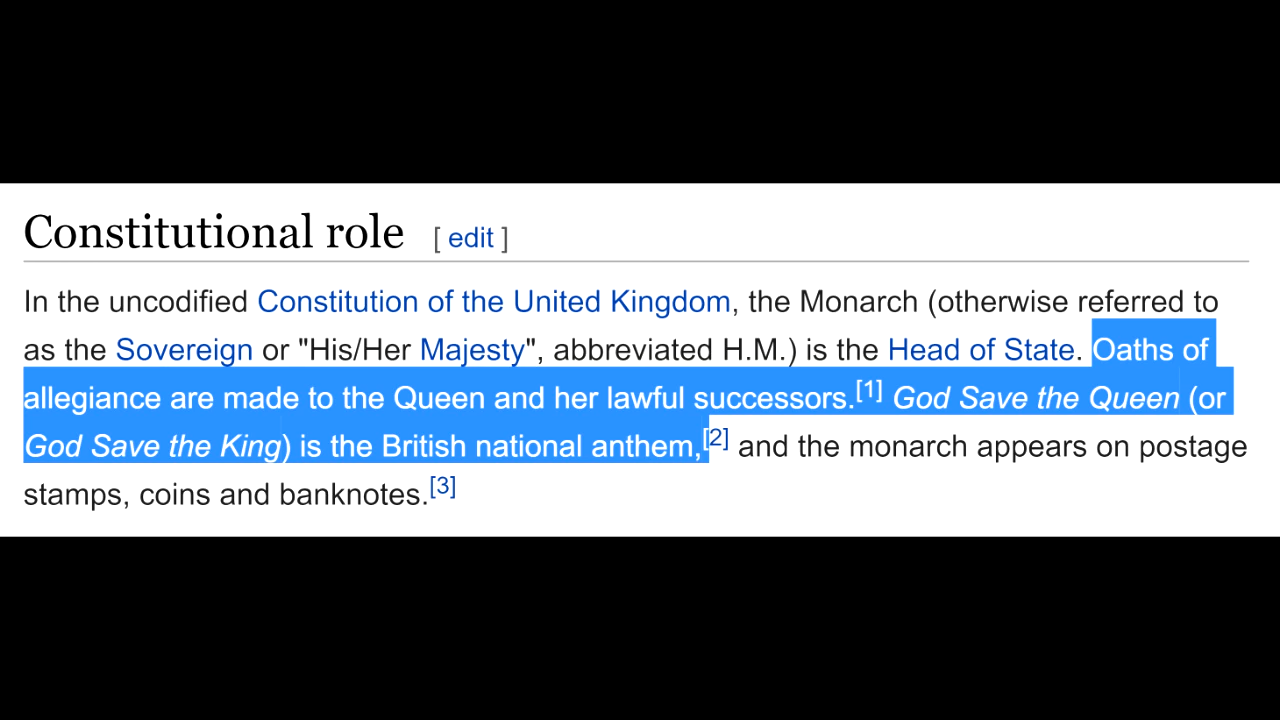 Constitutional role [ edit ]
In the uncodified Constitution of the United Kingdom, the Monarch (otherwise referred to
as the Sovereign or "His/Her Majesty", abbreviated H.M.) is the Head of State. Oaths of
allegiance are made to the Queen and her lawful successors.[1] God Save the Queen (or
God Save the King) is the British national anthem,[2] and the monarch appears on postage
stamps, coins and banknotes.[3]